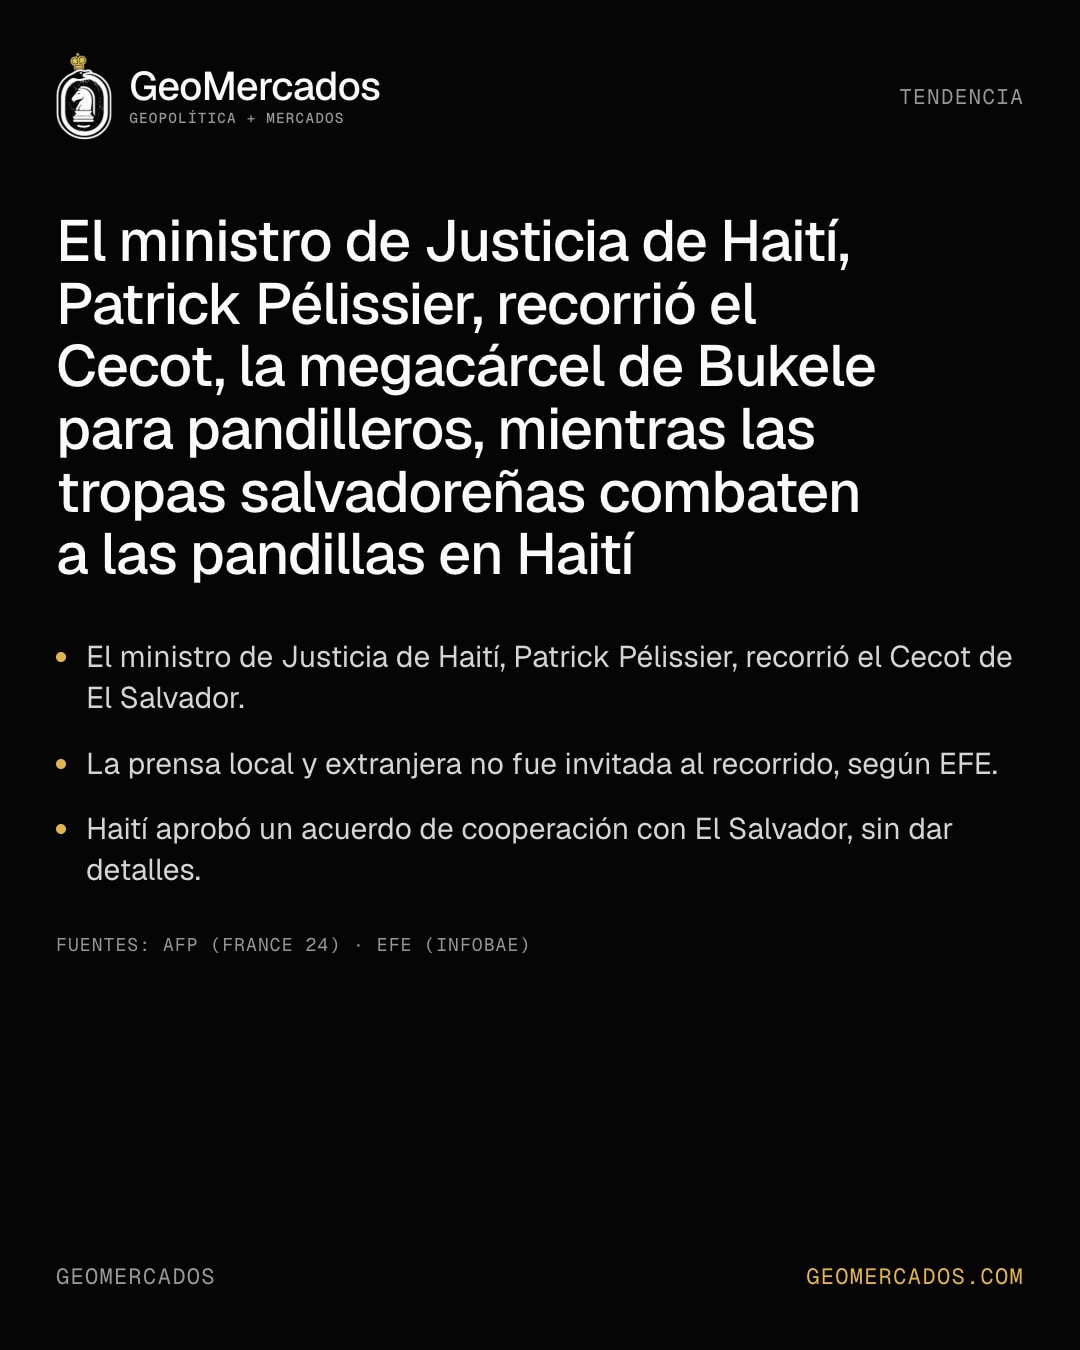 GeoMercados
GEOPOLÍTICA + MERCADOS
TENDENCIA
El ministro de Justicia de Haití,
Patrick Pélissier, recorrió el
Cecot, la megacárcel de Bukele
para pandilleros, mientras las
tropas salvadoreñas combaten
a las pandillas en Haití
• El ministro de Justicia de Haití, Patrick Pélissier, recorrió el Cecot de
El Salvador.
• La prensa local y extranjera no fue invitada al recorrido, según EFE.
• Haití aprobó un acuerdo de cooperación con El Salvador, sin dar
detalles.
FUENTES: AFP (FRANCE 24) · EFE (INFOBAE)
GEOMERCADOS
GEOMERCADOS.COM